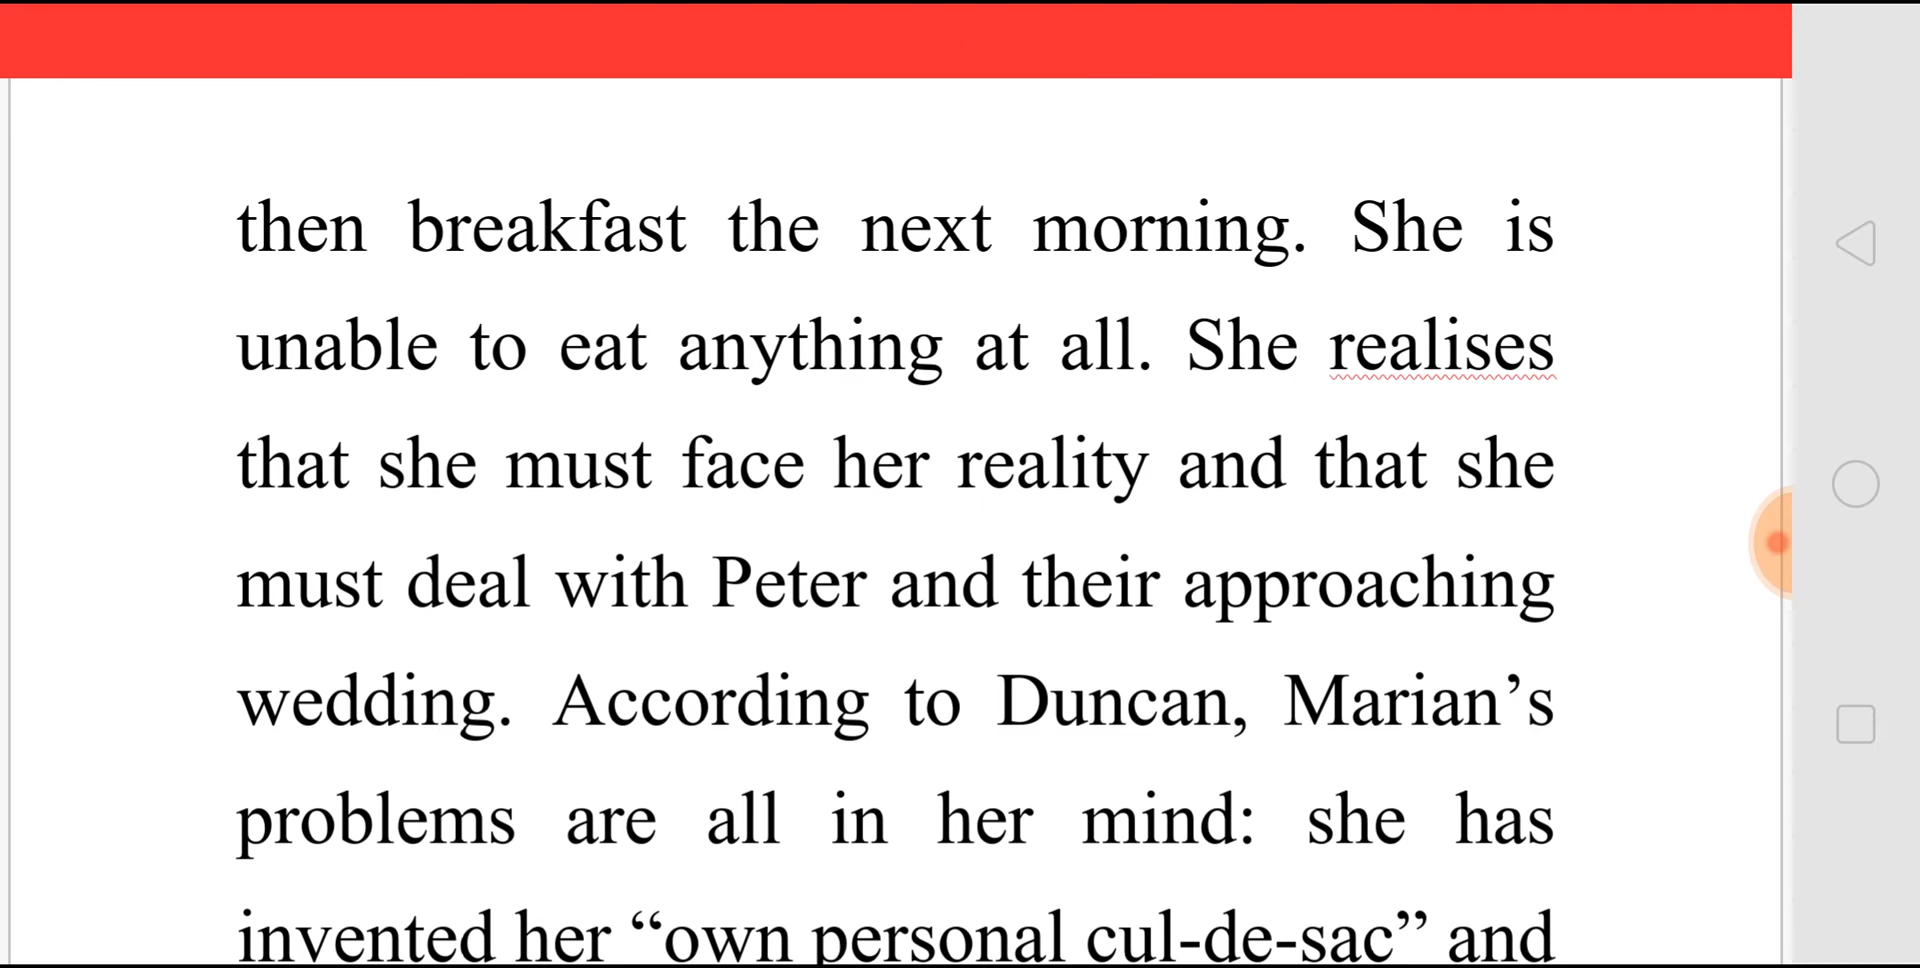 then breakfast the next morning. She is
unable to eat anything at all. She realises
that she must face her reality and that she
must deal with Peter and their approaching
wedding. According to Duncan, Marian’s
problems are all in her mind: she has
invented her “own personal cul-de-sac” and